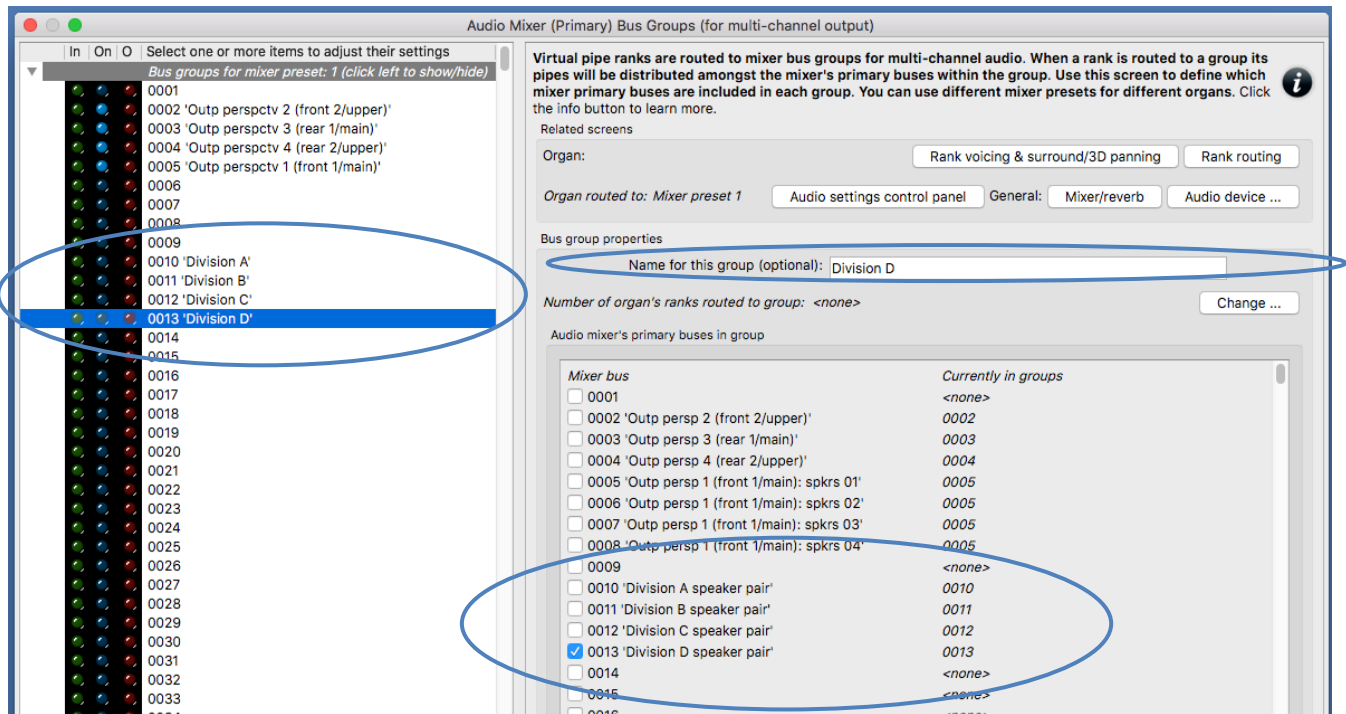 Audio Mixer (Primary) Bus Groups (for multi-channel output)
In On O Select one or more items to adjust their settings
Bus groups for mixer preset: 1 (click left to show/hide)
0001
0002 'Outp perspctv 2 (front 2/upper)'
0003 'Outp perspctv 3 (rear 1/main)'
0004 'Outp perspctv 4 (rear 2/upper)'
0005 'Outp perspctv 1 (front 1/main)'
0006
0007
0008
0009
0010 'Division A'
0011 'Division B'
0012 'Division C'
0013 'Division D'
0014
0015
0016
0017
0018
0019
0020
0021
0022
0023
0024
0025
0026
0027
0028
0029
0030
0031
0032
0033
Virtual pipe ranks are routed to mixer bus groups for multi-channel audio. When a rank is routed to a group its
pipes will be distributed amongst the mixer's primary buses within the group. Use this screen to define which
mixer primary buses are included in each group. You can use different mixer presets for different organs. Click
the info button to learn more.
i
Related screens
Organ: Rank voicing & surround/3D panning Rank routing
Organ routed to: Mixer preset 1 Audio settings control panel General: Mixer/reverb Audio device ...
Bus group properties
Name for this group (optional): Division D
Number of organ's ranks routed to group: <none> Change ...
Audio mixer's primary buses in group
Mixer bus Currently in groups
0001 <none>
0002 'Outp persp 2 (front 2/upper)' 0002
0003 'Outp persp 3 (rear 1/main)' 0003
0004 'Outp persp 4 (rear 2/upper)' 0004
0005 'Outp persp 1 (front 1/main): spkrs 01' 0005
0006 'Outp persp 1 (front 1/main): spkrs 02' 0005
0007 'Outp persp 1 (front 1/main): spkrs 03' 0005
0008 'Outp persp 1 (front 1/main): spkrs 04' 0005
0009 <none>
0010 'Division A speaker pair' 0010
0011 'Division B speaker pair' 0011
0012 'Division C speaker pair' 0012
0013 'Division D speaker pair' 0013
0014 <none>
0015 <none>